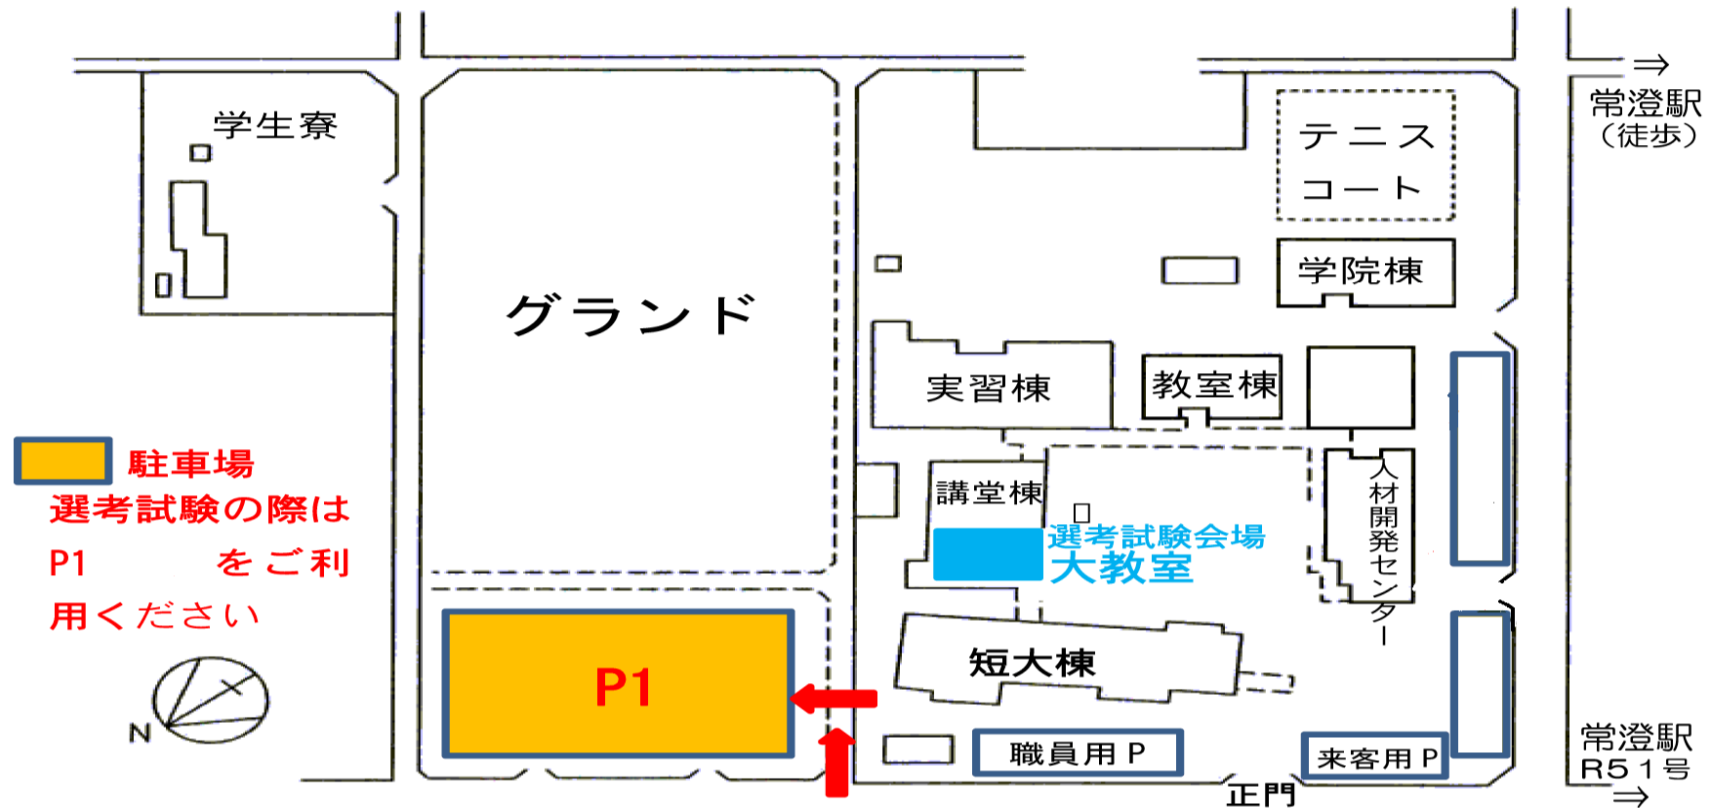 学生寮
グランド
テニス
コート
⇒
常澄駅
（徒歩）
学院棟
実習棟
教室棟
駐車場
選考試験の際は
P1 をご利
用ください
講堂棟
選考試験会場
大教室
人材開発センター
P1
短大棟
N
職員用P
来客用P
正門
常澄駅
R51号
⇒